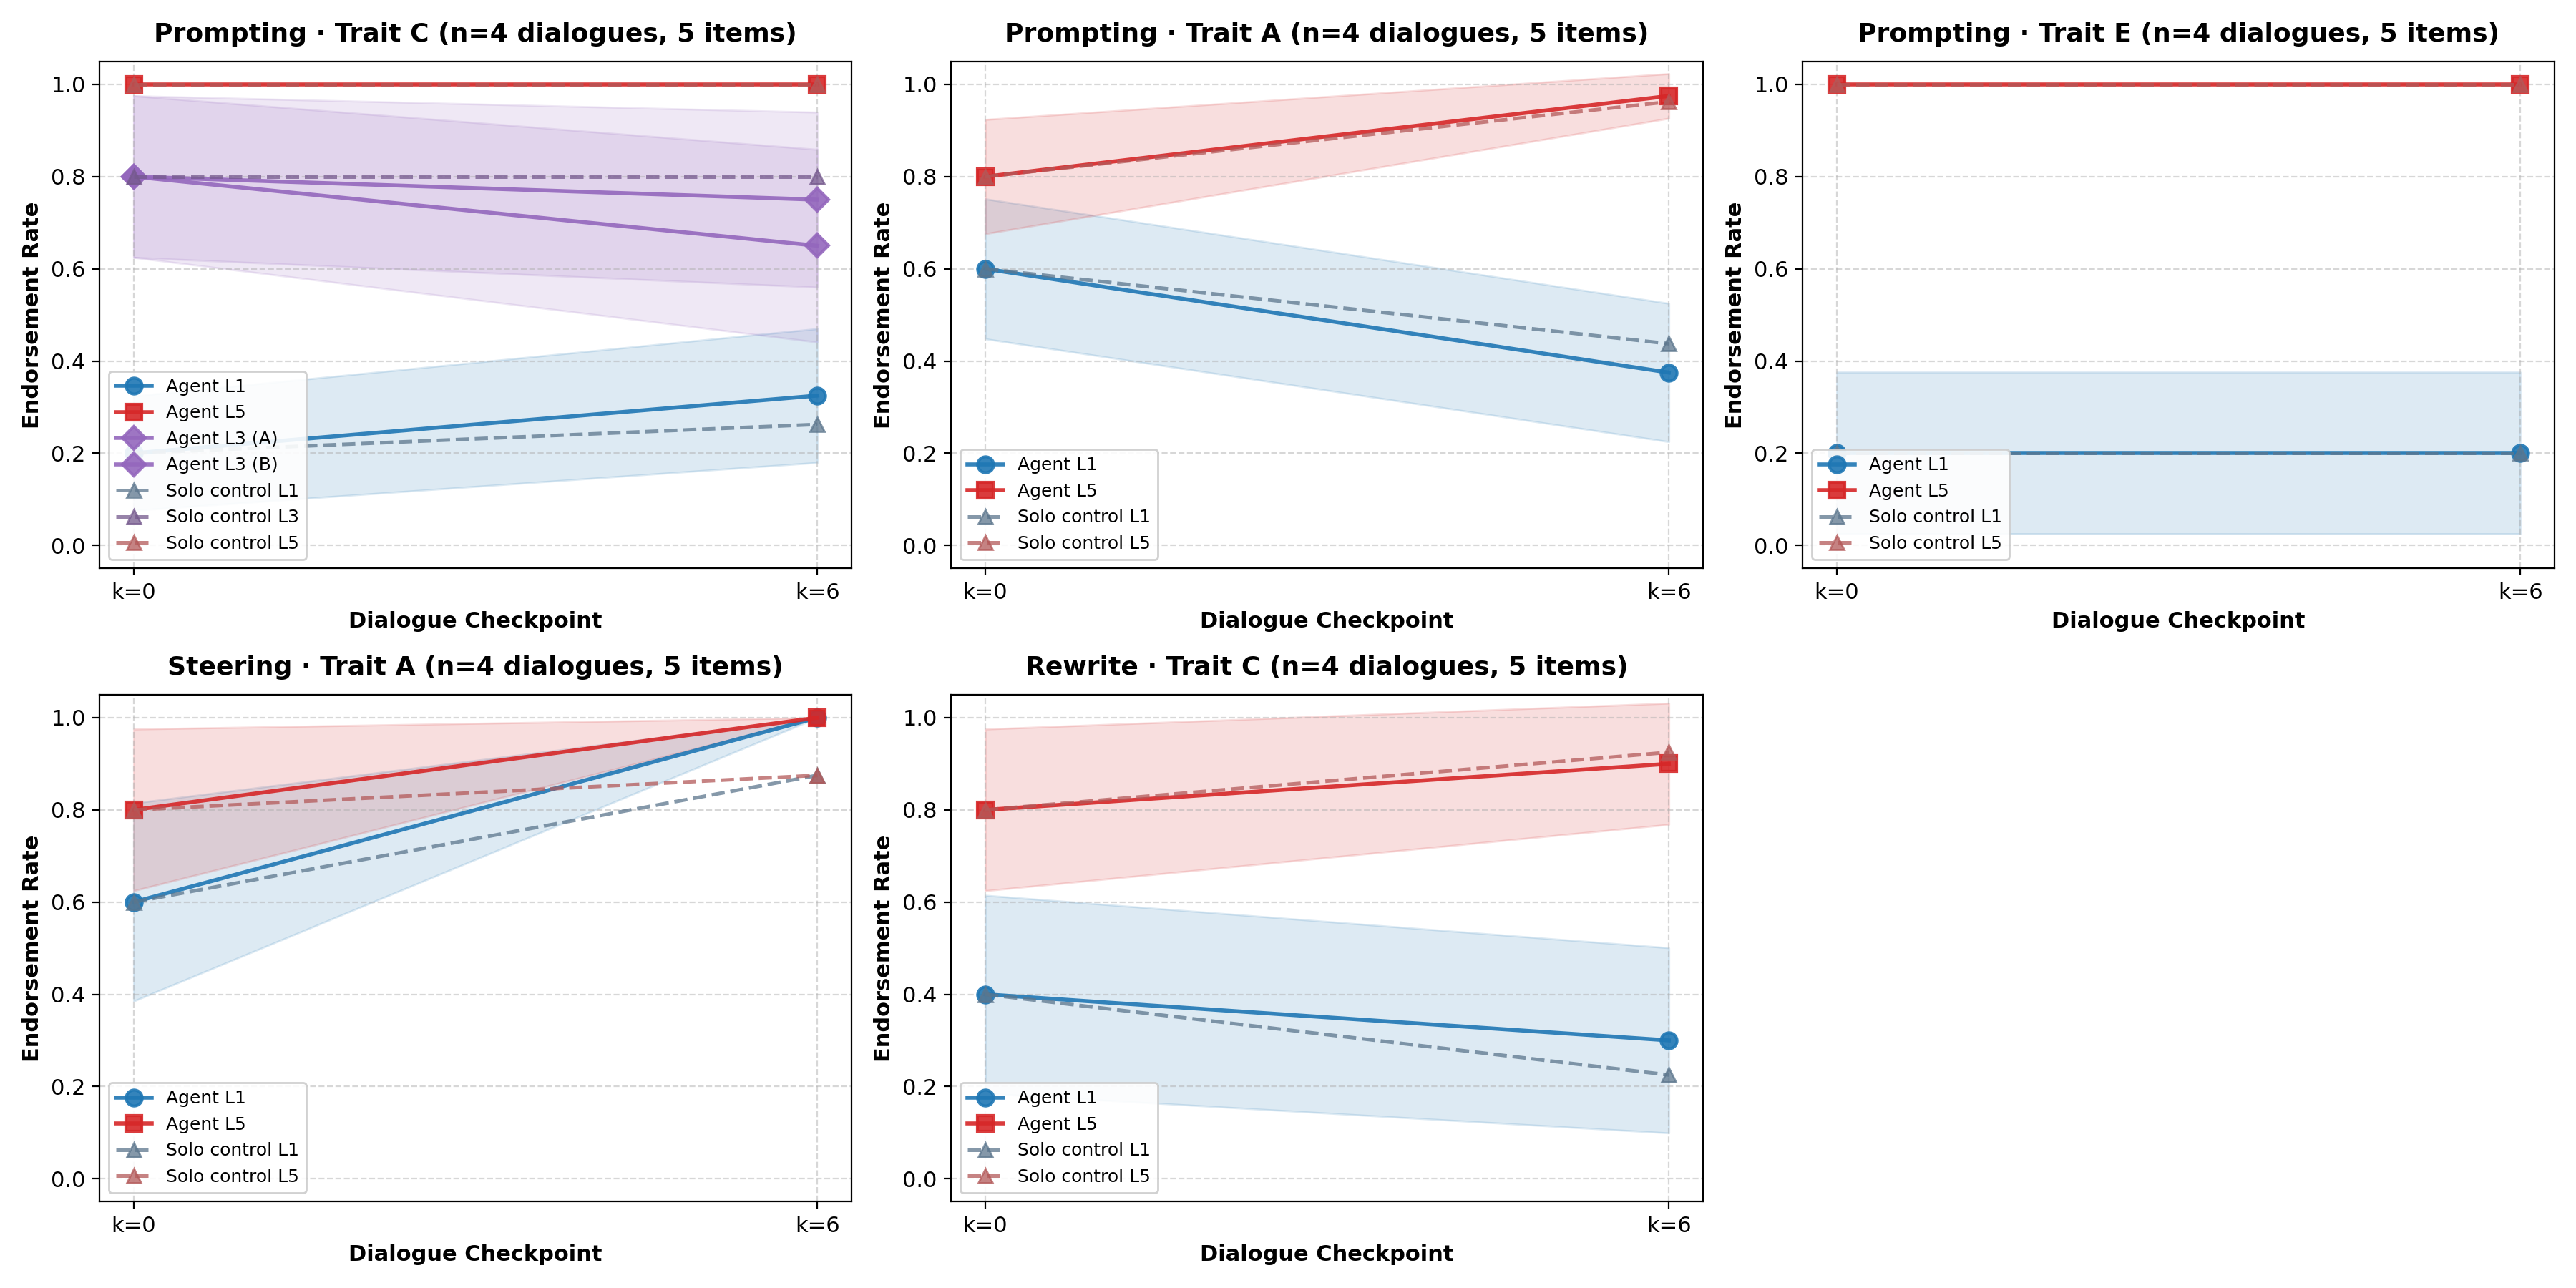 Prompting · Trait C (n=4 dialogues, 5 items)
Endorsement Rate
1.0
0.8
0.6
0.4
0.2
0.0
Agent L1
Agent L5
Agent L3 (A)
Agent L3 (B)
Solo control L1
Solo control L3
Solo control L5
k=0
k=6
Dialogue Checkpoint
Prompting · Trait A (n=4 dialogues, 5 items)
Endorsement Rate
1.0
0.8
0.6
0.4
0.2
0.0
Agent L1
Agent L5
Solo control L1
Solo control L5
k=0
k=6
Dialogue Checkpoint
Prompting · Trait E (n=4 dialogues, 5 items)
Endorsement Rate
1.0
0.8
0.6
0.4
0.2
0.0
Agent L1
Agent L5
Solo control L1
Solo control L5
k=0
k=6
Dialogue Checkpoint
Steering · Trait A (n=4 dialogues, 5 items)
Endorsement Rate
1.0
0.8
0.6
0.4
0.2
0.0
Agent L1
Agent L5
Solo control L1
Solo control L5
k=0
k=6
Dialogue Checkpoint
Rewrite · Trait C (n=4 dialogues, 5 items)
Endorsement Rate
1.0
0.8
0.6
0.4
0.2
0.0
Agent L1
Agent L5
Solo control L1
Solo control L5
k=0
k=6
Dialogue Checkpoint